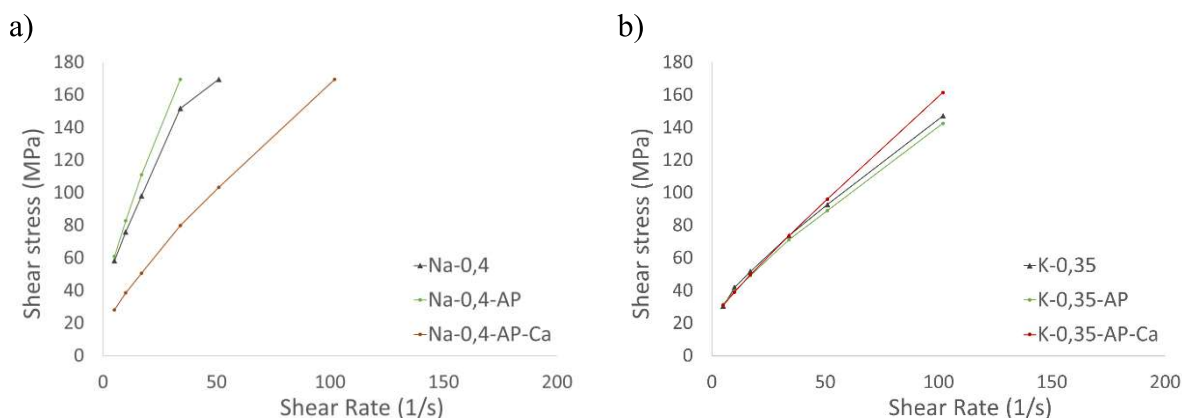 a)
180
160
140
120
100
80
60
40
20
0
Shear stress (MPa)
0 50 100 150 200
Shear Rate (1/s)
Na-0,4
Na-0,4-AP
Na-0,4-AP-Ca
b)
180
160
140
120
100
80
60
40
20
0
Shear stress (MPa)
0 50 100 150 200
Shear Rate (1/s)
K-0,35
K-0,35-AP
K-0,35-AP-Ca